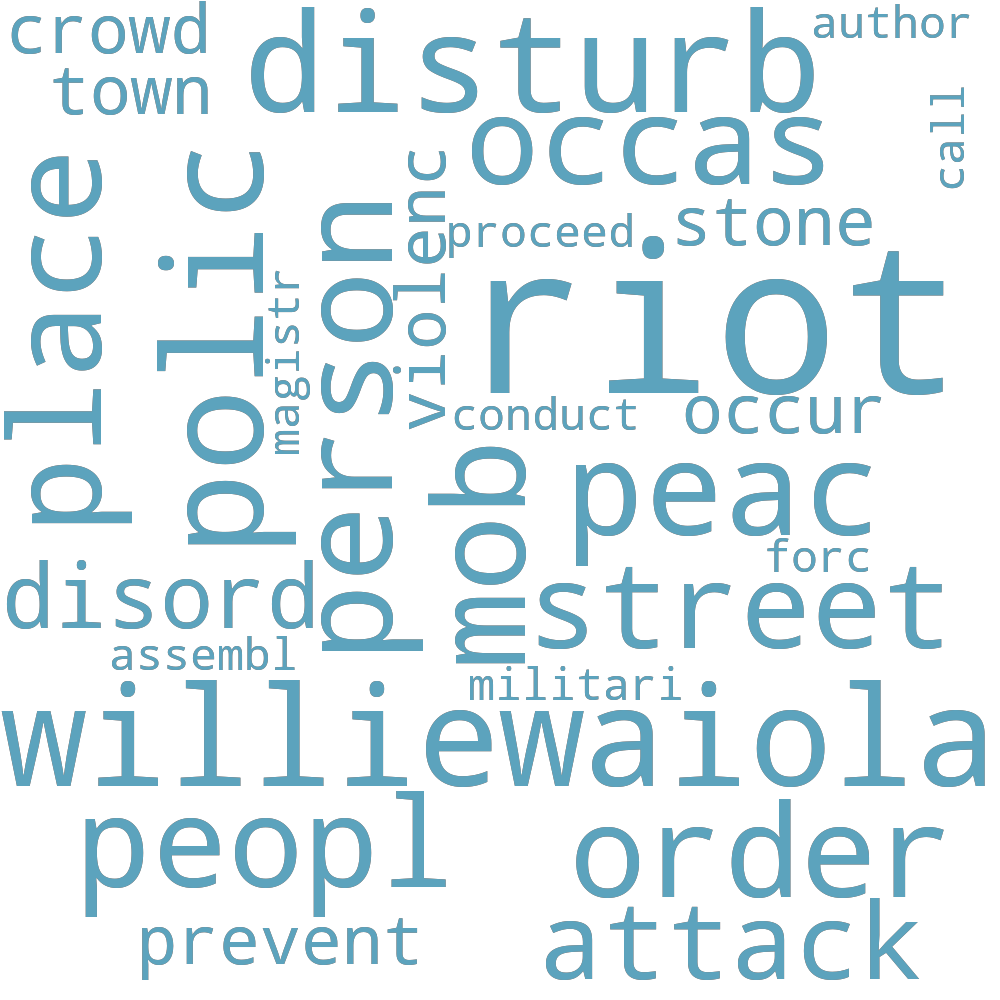 crowd
disturb
author
town
occas
call
place
polic
person
violenc
proceed
stone
magistr
riot
conduct
occur
mob
peac
disord
forc
street
assembl
militari
williewaiola
peopl
order
prevent
attack